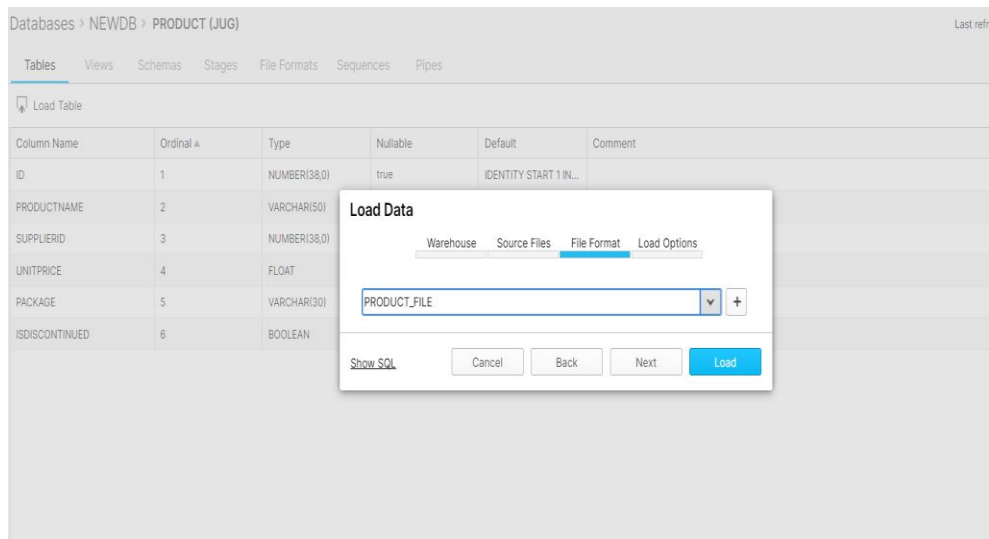 Databases > NEWDB > PRODUCT (JUG)
Last refr
Tables Views Schemas Stages File Formats Sequences Pipes
Load Table
Column Name Ordinal ▲ Type Nullable Default Comment
ID 1 NUMBER(38,0) true IDENTITY START 1 IN...
PRODUCTNAME 2 VARCHAR(50)
SUPPLIERID 3 NUMBER(38,0)
UNITPRICE 4 FLOAT
PACKAGE 5 VARCHAR(30)
ISDISCONTINUED 6 BOOLEAN
Load Data
Warehouse Source Files File Format Load Options
PRODUCT_FILE +
Show SQL Cancel Back Next Load